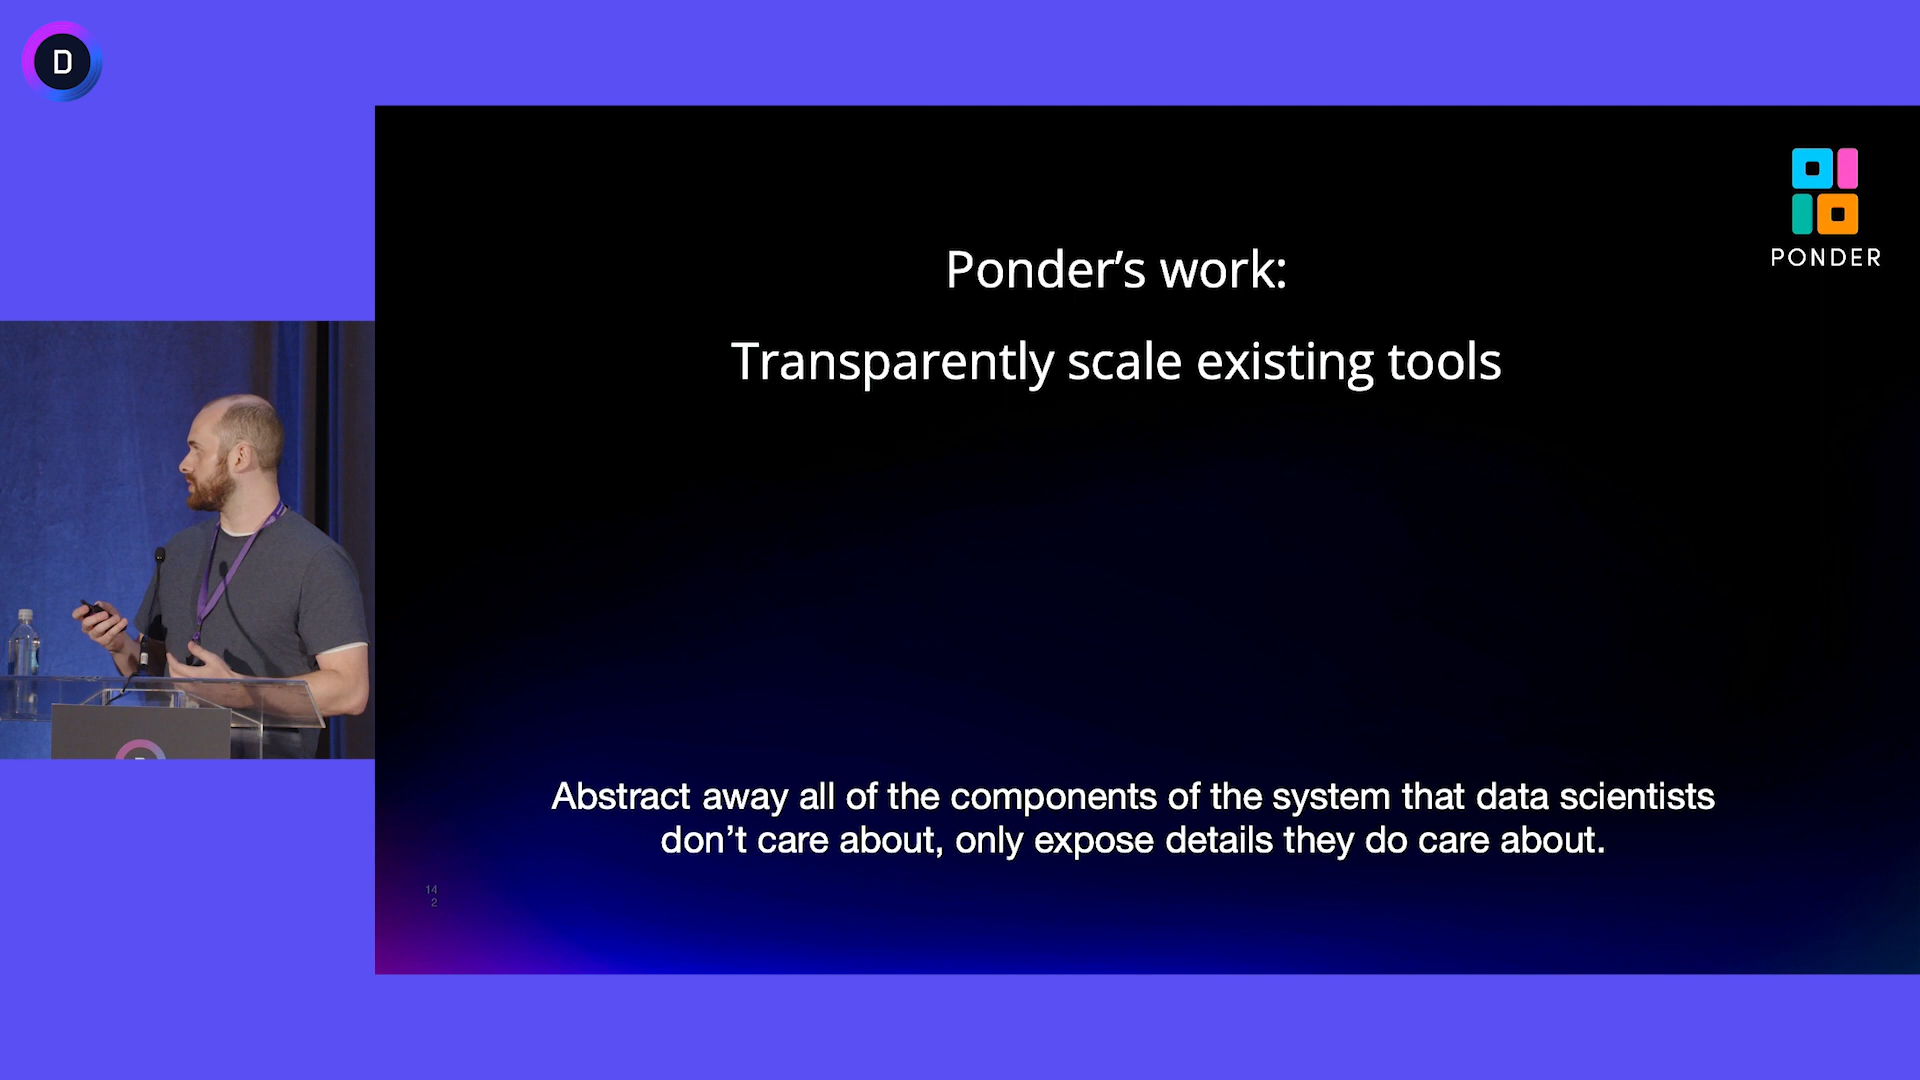 D
PONDER
Ponder’s work:
Transparently scale existing tools
Abstract away all of the components of the system that data scientists
don’t care about, only expose details they do care about.
14
2